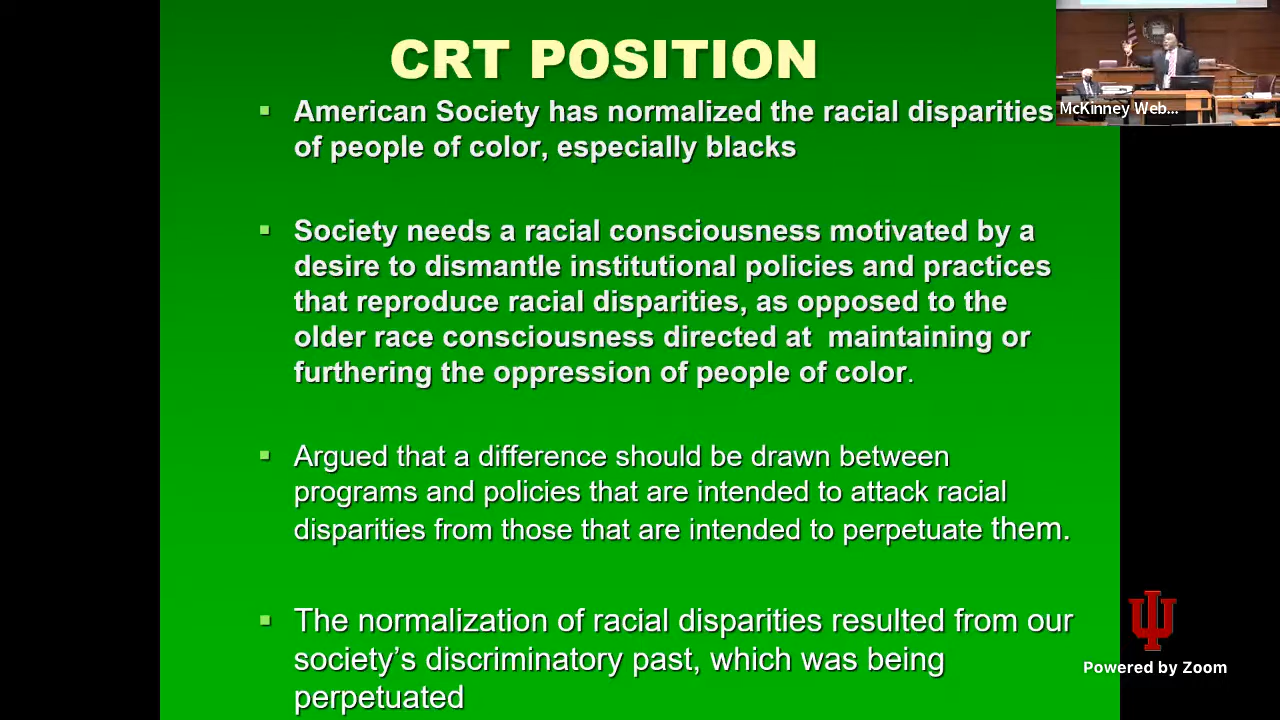 CRT POSITION
American Society has normalized the racial disparities
of people of color, especially blacks
Society needs a racial consciousness motivated by a
desire to dismantle institutional policies and practices
that reproduce racial disparities, as opposed to the
older race consciousness directed at maintaining or
furthering the oppression of people of color.
Argued that a difference should be drawn between
programs and policies that are intended to attack racial
disparities from those that are intended to perpetuate them.
The normalization of racial disparities resulted from our
society's discriminatory past, which was being
perpetuated
McKinney Web...
Powered by Zoom